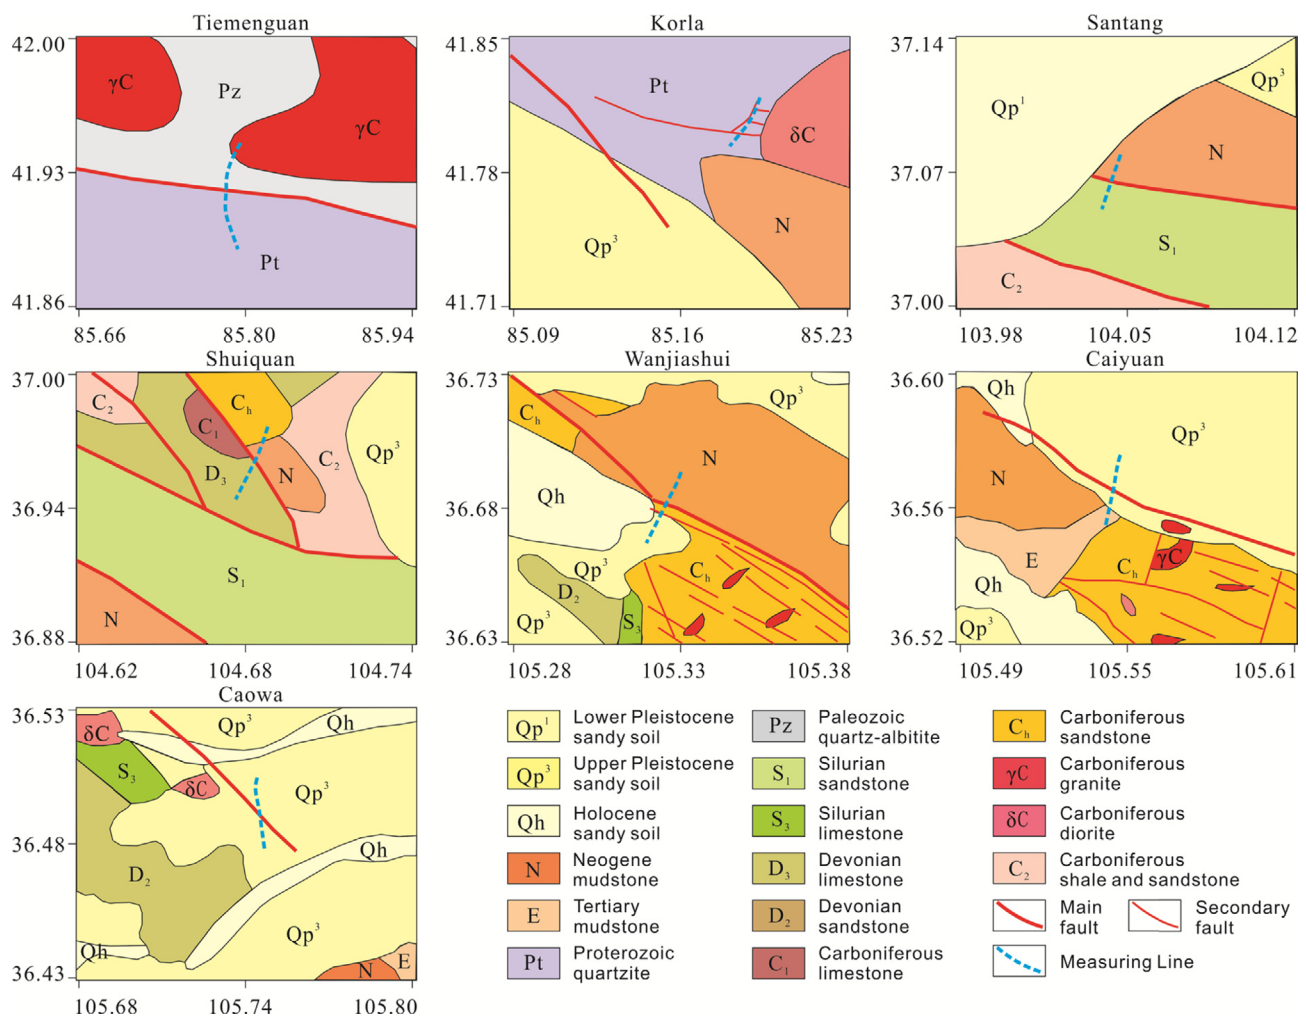 Tiemenguan
42.00
41.93
41.86
γC
Pz
γC
Pt
85.66 85.80 85.94
Korla
41.85
41.78
41.71
Pt
δC
Qp³
N
85.09 85.16 85.23
Santang
37.14
37.07
37.00
Qp¹
Qp³
N
S₁
C₂
103.98 104.05 104.12
Shuiquan
37.00
36.94
36.88
C₂
Cₕ
C₁
D₃
N
C₂
Qp³
S₁
N
104.62 104.68 104.74
Wanjiashui
36.73
36.68
36.63
Cₕ
Qp³
N
Qh
Qp³
Cₕ
D₂
Qp³
S₃
105.28 105.33 105.38
Caiyuan
36.60
36.56
36.52
Qh
Qp³
N
E
Cₕ
γC
Qh
Qp³
105.49 105.55 105.61
Caowa
36.53
36.48
36.43
δC
Qp³
Qh
S₃
δC
Qp³
Qh
D₂
Qp³
Qh
N
E
105.68 105.74 105.80
Qp¹ Lower Pleistocene
sandy soil
Qp³ Upper Pleistocene
sandy soil
Qh Holocene
sandy soil
N Neogene
mudstone
E Tertiary
mudstone
Pt Proterozoic
quartzite
Pz Paleozoic
quartz-albitite
S₁ Silurian
sandstone
S₃ Silurian
limestone
D₃ Devonian
limestone
D₂ Devonian
sandstone
C₁ Carboniferous
limestone
Cₕ Carboniferous
sandstone
γC Carboniferous
granite
δC Carboniferous
diorite
C₂ Carboniferous
shale and sandstone
Main
fault
Secondary
fault
Measuring Line